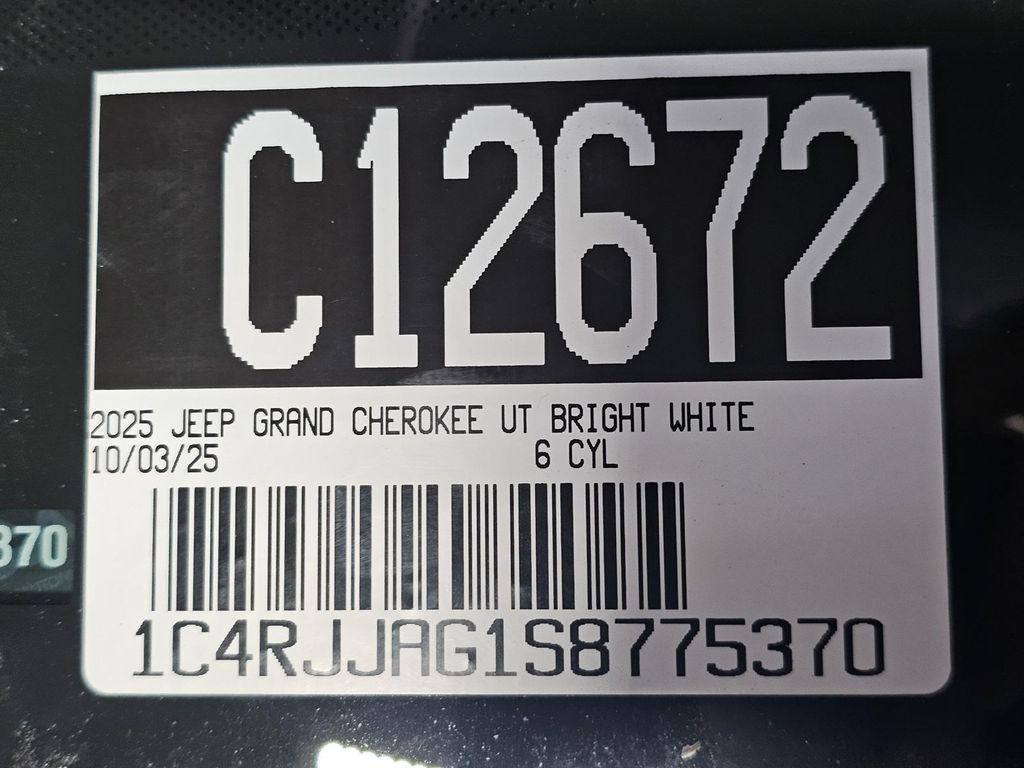 C12672
2025 JEEP GRAND CHEROKEE UT BRIGHT WHITE
10/03/25 6 CYL
370
1C4RJJAG1S8775370